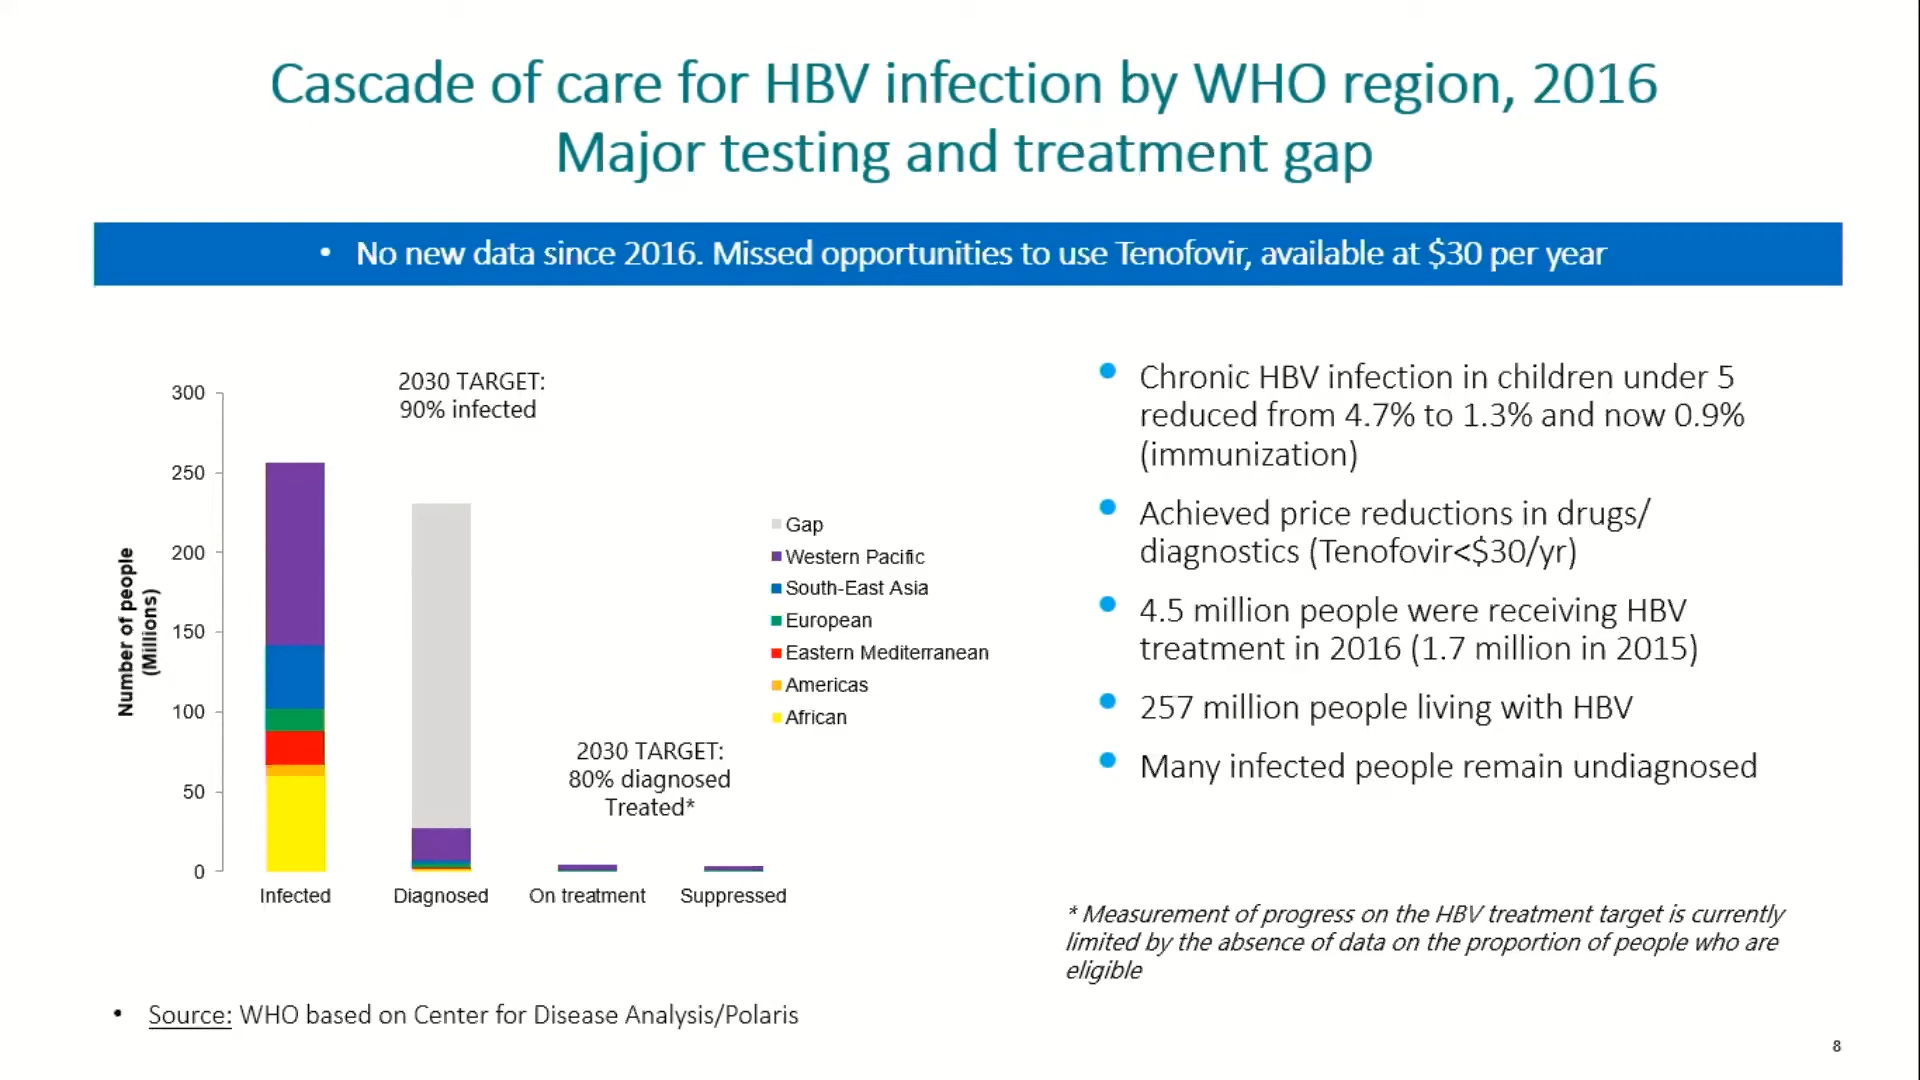 Cascade of care for HBV infection by WHO region, 2016
Major testing and treatment gap
• No new data since 2016. Missed opportunities to use Tenofovir, available at $30 per year
2030 TARGET:
90% infected
300
250
200
150
100
50
0
Number of people
(Millions)
Gap
Western Pacific
South-East Asia
European
Eastern Mediterranean
Americas
African
2030 TARGET:
80% diagnosed
Treated*
Infected
Diagnosed
On treatment
Suppressed
• Chronic HBV infection in children under 5
reduced from 4.7% to 1.3% and now 0.9%
(immunization)
• Achieved price reductions in drugs/
diagnostics (Tenofovir<$30/yr)
• 4.5 million people were receiving HBV
treatment in 2016 (1.7 million in 2015)
• 257 million people living with HBV
• Many infected people remain undiagnosed
* Measurement of progress on the HBV treatment target is currently
limited by the absence of data on the proportion of people who are
eligible
• Source: WHO based on Center for Disease Analysis/Polaris
8